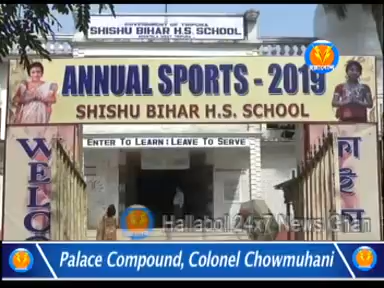 GOVERNMENT OF TRIPURA
SHISHU BIHAR H.S. SCHOOL
ANNUAL SPORTS - 2019
SHISHU BIHAR H.S. SCHOOL
ENTER TO LEARN : LEAVE TO SERVE
WELC
Hallabol 24x7 News Chan
Palace Compound, Colonel Chowmuhani